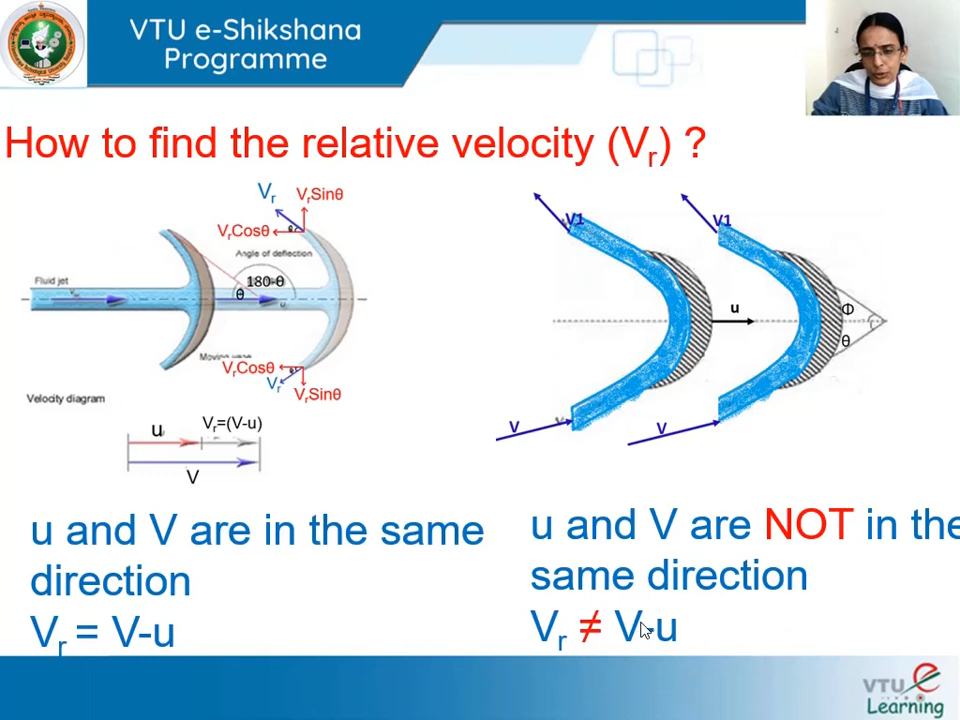 VTU e-Shikshana
Programme
How to find the relative velocity (Vr) ?
Vr
VrSinθ
VrCosθ
θ
Angle of deflection
180-θ
Fluid jet
θ
u
Moving vane
VrCosθ
Vr
θ
VrSinθ
Velocity diagram
u
Vr=(V-u)
V
V1
V1
u
Φ
θ
V
V
u and V are in the same
direction
Vr = V-u
u and V are NOT in the
same direction
Vr ≠ V-u
VTU e
Learning